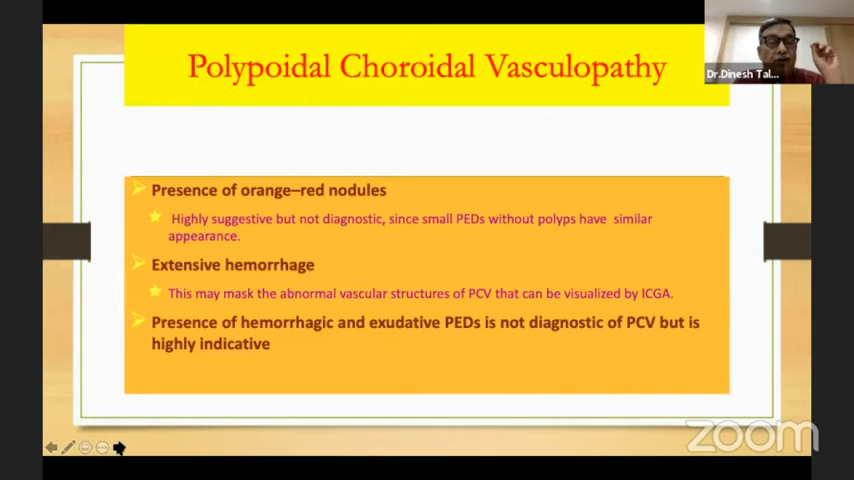 Polypoidal Choroidal Vasculopathy
Dr.Dinesh Tal...
Presence of orange–red nodules
Highly suggestive but not diagnostic, since small PEDs without polyps have similar
appearance.
Extensive hemorrhage
This may mask the abnormal vascular structures of PCV that can be visualized by ICGA.
Presence of hemorrhagic and exudative PEDs is not diagnostic of PCV but is
highly indicative
zoom